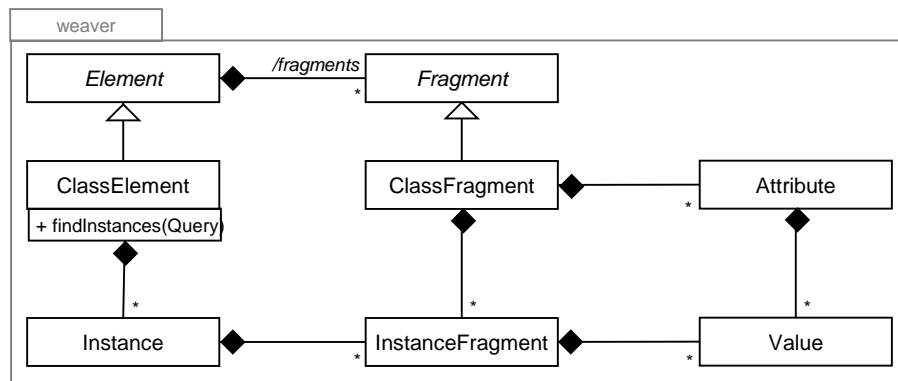 weaver
Element
/fragments
*
Fragment
ClassElement
+ findInstances(Query)
*
ClassFragment
*
*
Attribute
*
Instance
*
InstanceFragment
*
Value